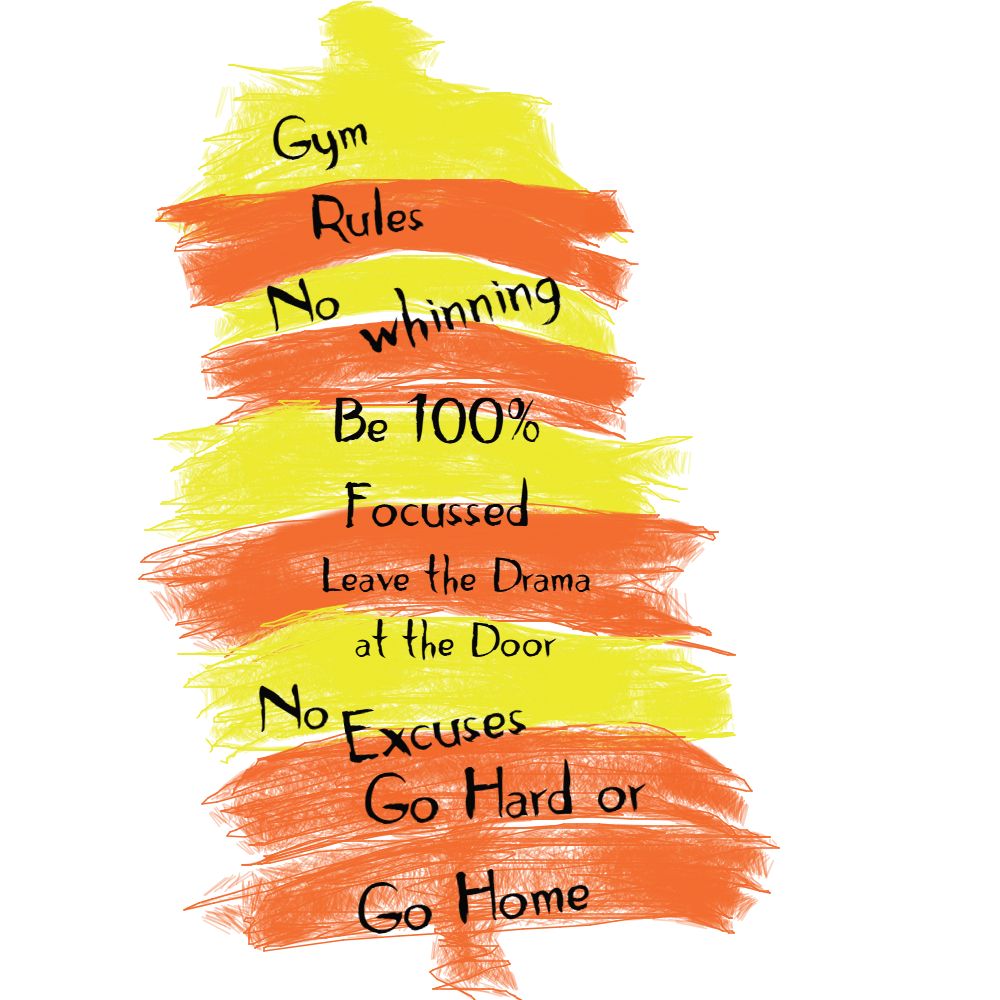 Gym
Rules
No whinning
Be 100%
Focussed
Leave the Drama
at the Door
No Excuses
Go Hard or
Go Home